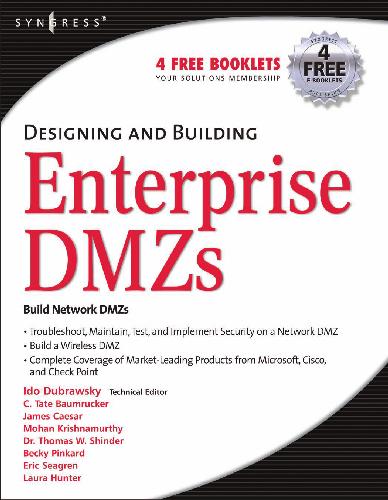 SYNGRESS®
4 FREE BOOKLETS
YOUR SOLUTIONS MEMBERSHIP
SYNGRESS
4
FREE
E-BOOKLETS
DESIGNING AND BUILDING
Enterprise
DMZs
Build Network DMZs
• Troubleshoot, Maintain, Test, and Implement Security on a Network DMZ
• Build a Wireless DMZ
• Complete Coverage of Market-Leading Products from Microsoft, Cisco,
and Check Point
Ido Dubrawsky Technical Editor
C. Tate Baumrucker
James Caesar
Mohan Krishnamurthy
Dr. Thomas W. Shinder
Becky Pinkard
Eric Seagren
Laura Hunter